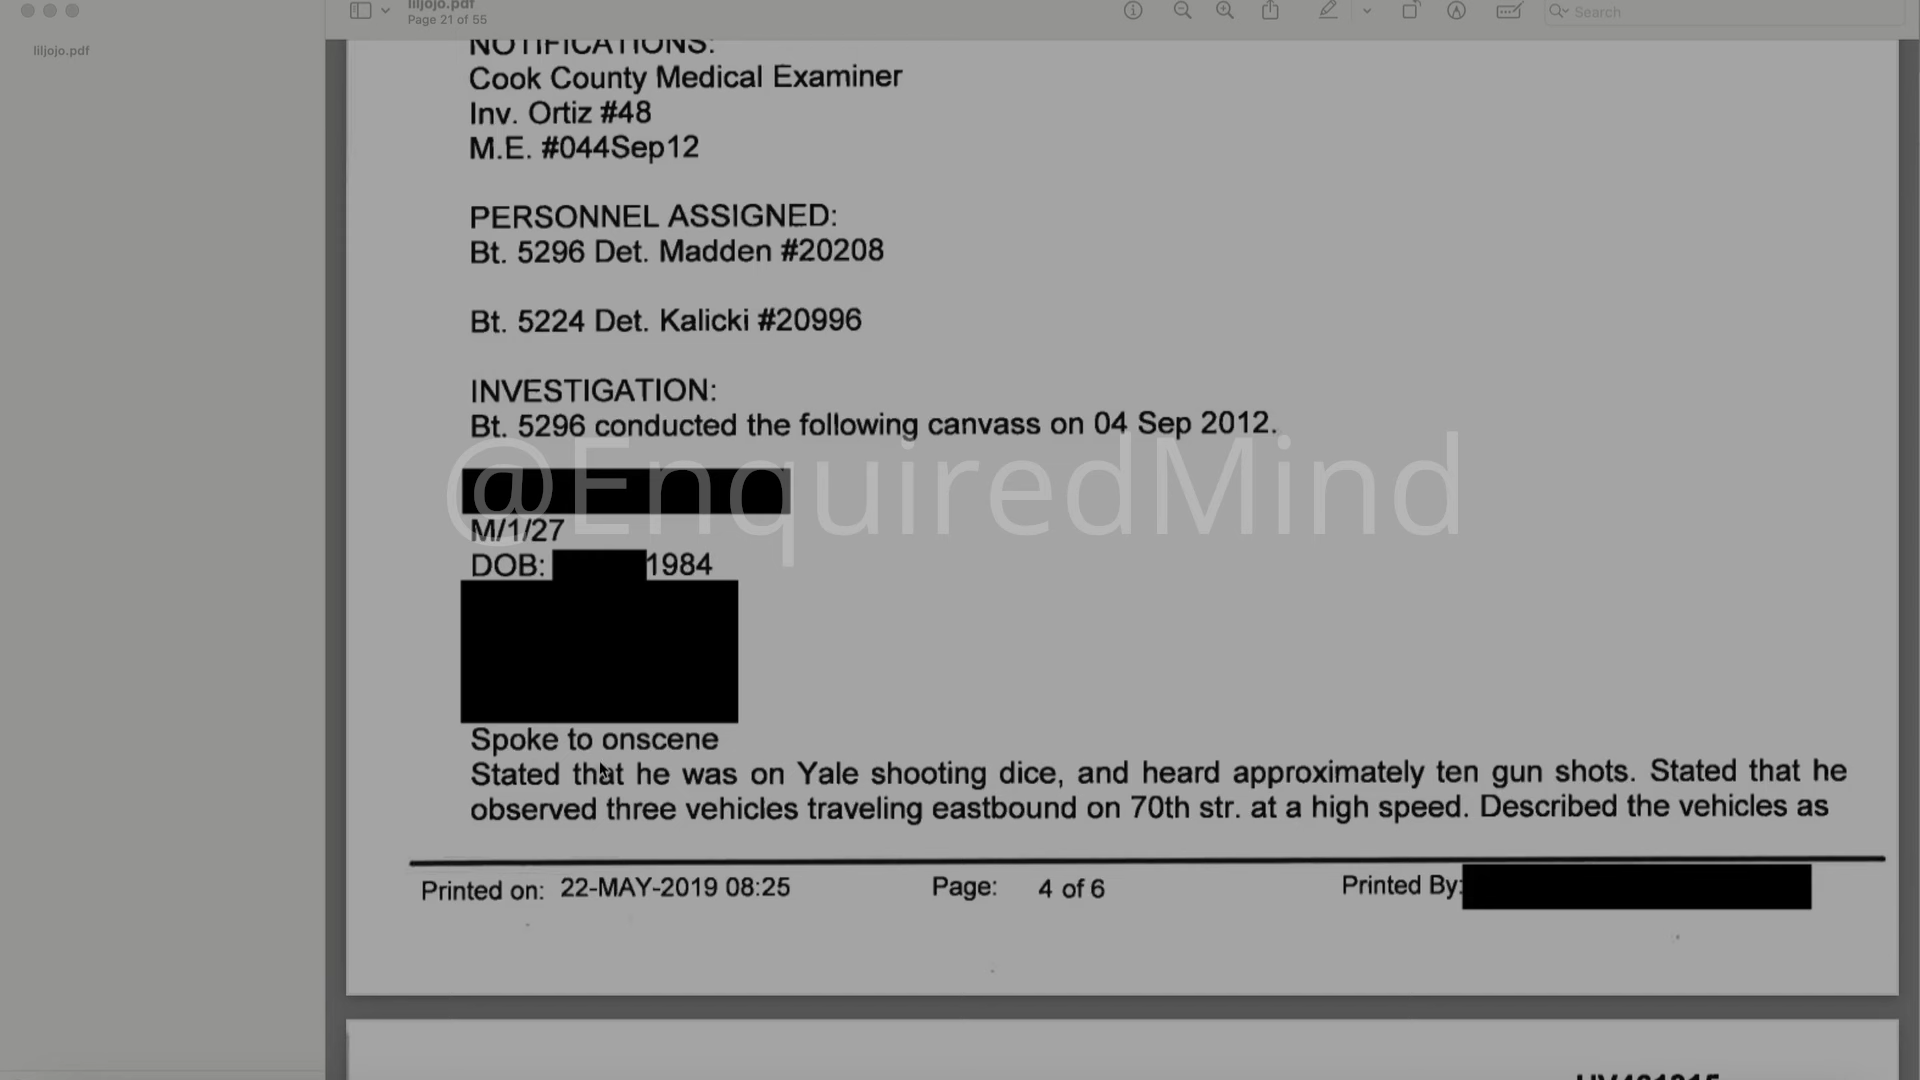 liljojo.pdf
Page 21 of 55
Search
liljojo.pdf
NOTIFICATIONS:
Cook County Medical Examiner
Inv. Ortiz #48
M.E. #044Sep12
PERSONNEL ASSIGNED:
Bt. 5296 Det. Madden #20208
Bt. 5224 Det. Kalicki #20996
INVESTIGATION:
Bt. 5296 conducted the following canvass on 04 Sep 2012.
@EnquiredMind
M/1/27
DOB: 1984
Spoke to onscene
Stated that he was on Yale shooting dice, and heard approximately ten gun shots. Stated that he
observed three vehicles traveling eastbound on 70th str. at a high speed. Described the vehicles as
Printed on: 22-MAY-2019 08:25 Page: 4 of 6 Printed By: